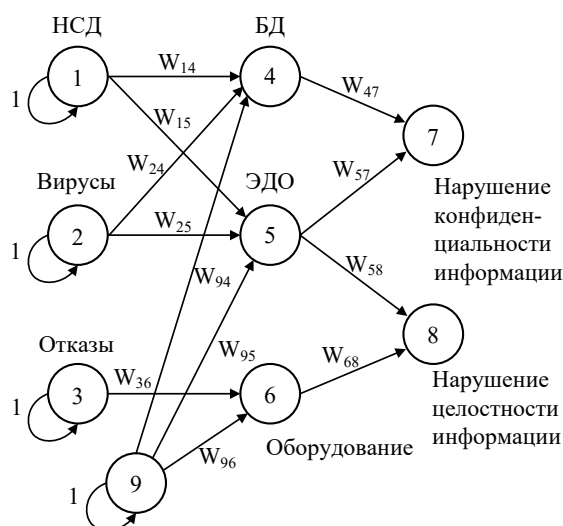 НСД
БД
1
1
W14
4
W47
W15
7
W24
W57
Вирусы
ЭДО
Нарушение
конфиден-
циальности
информации
1
2
W25
5
W58
W94
8
Отказы
W95
W68
W36
1
3
6
Нарушение
целостности
информации
Оборудование
W96
1
9